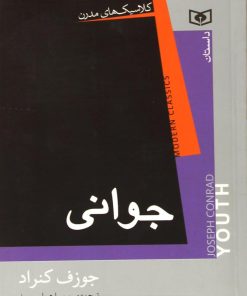 کلاسیک‌های مدرن
داستان
MODERN CLASSICS
جوانی
JOSEPH CONRAD
YOUTH
جوزف کنراد